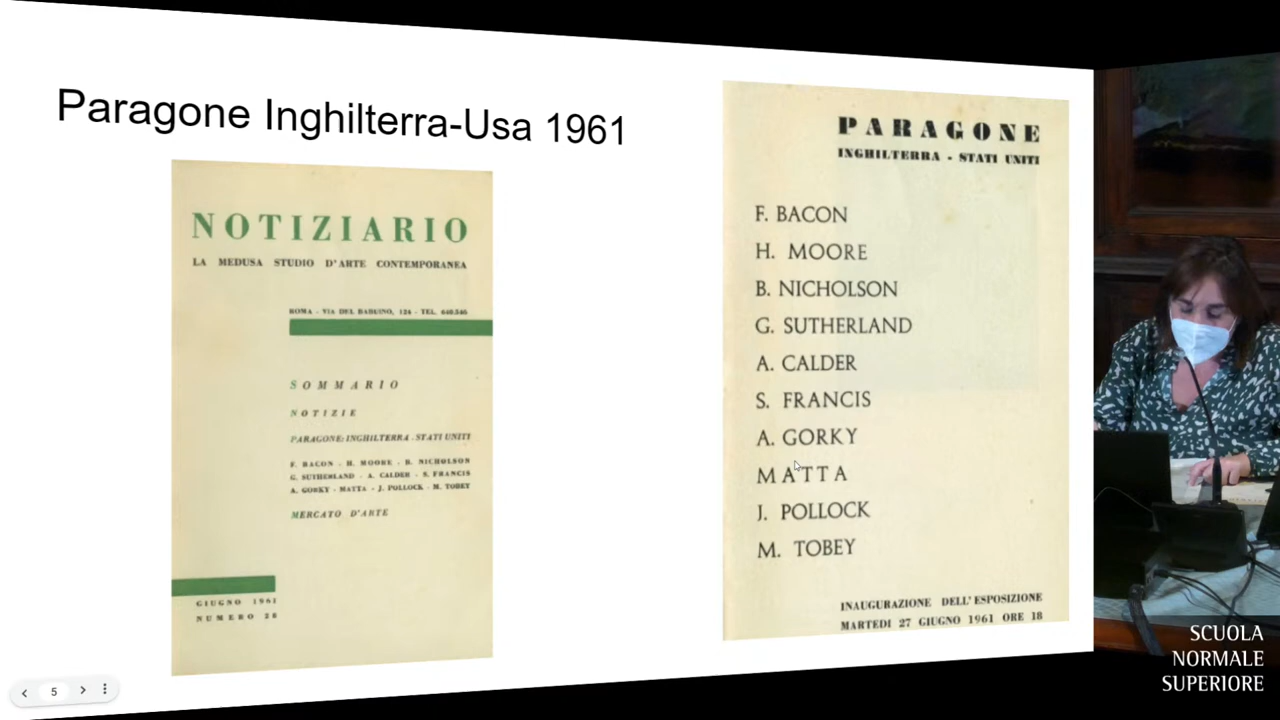 Paragone Inghilterra-Usa 1961
NOTIZIARIO
LA MEDUSA STUDIO D'ARTE CONTEMPORANEA
ROMA - VIA DEL BABUINO, 124 - TEL.
SOMMARIO
NOTIZIE
PARAGONE: INGHILTERRA - STATI UNITI
F. BACON - H. MOORE - B. NICHOLSON
G. SUTHERLAND - A. CALDER - S. FRANCIS
A. GORKY - MATTA - J. POLLOCK - M. TOBEY
MERCATO D'ARTE
GIUGNO 1961
NUMERO 28
PARAGONE
INGHILTERRA - STATI UNITI
F. BACON
H. MOORE
B. NICHOLSON
G. SUTHERLAND
A. CALDER
S. FRANCIS
A. GORKY
MATTA
J. POLLOCK
M. TOBEY
INAUGURAZIONE DELL'ESPOSIZIONE
MARTEDI 27 GIUGNO 1961 ORE 18
5
SCUOLA
NORMALE
SUPERIORE